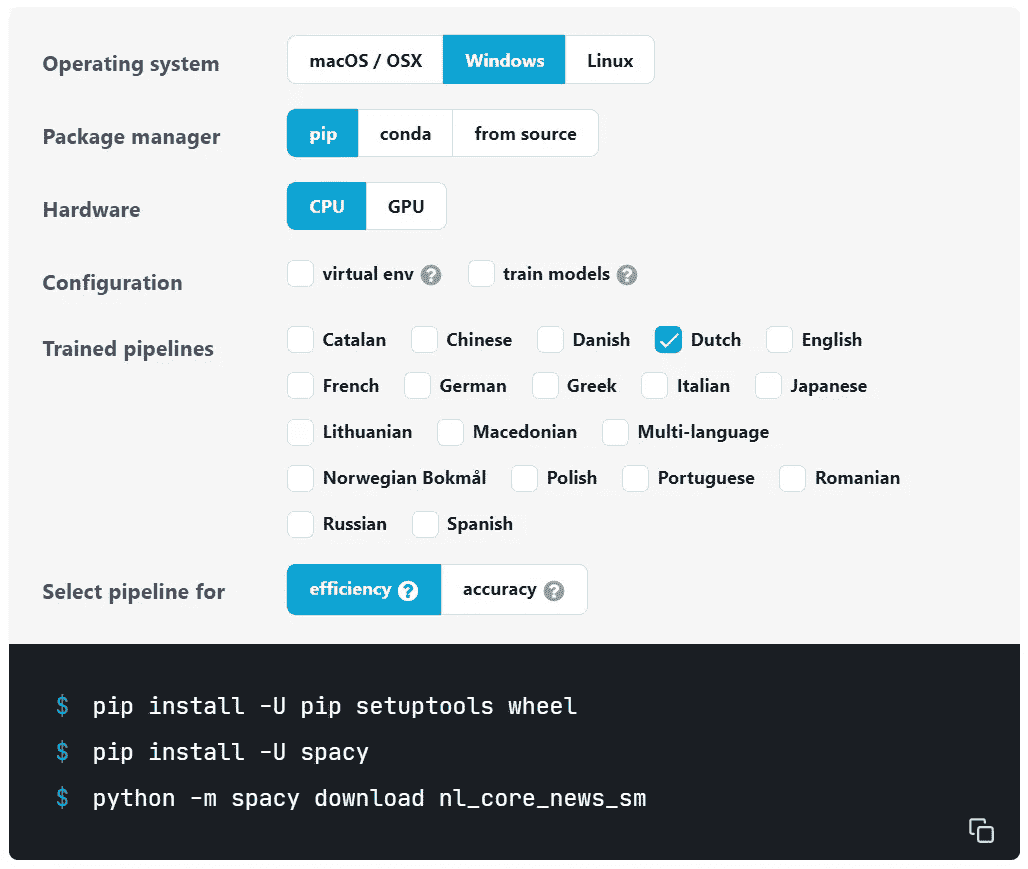 Operating system macOS / OSX Windows Linux
Package manager pip conda from source
Hardware CPU GPU
Configuration virtual env ? train models ?
Trained pipelines Catalan Chinese Danish Dutch English
French German Greek Italian Japanese
Lithuanian Macedonian Multi-language
Norwegian Bokmål Polish Portuguese Romanian
Russian Spanish
Select pipeline for efficiency ? accuracy ?
$ pip install -U pip setuptools wheel
$ pip install -U spacy
$ python -m spacy download nl_core_news_sm